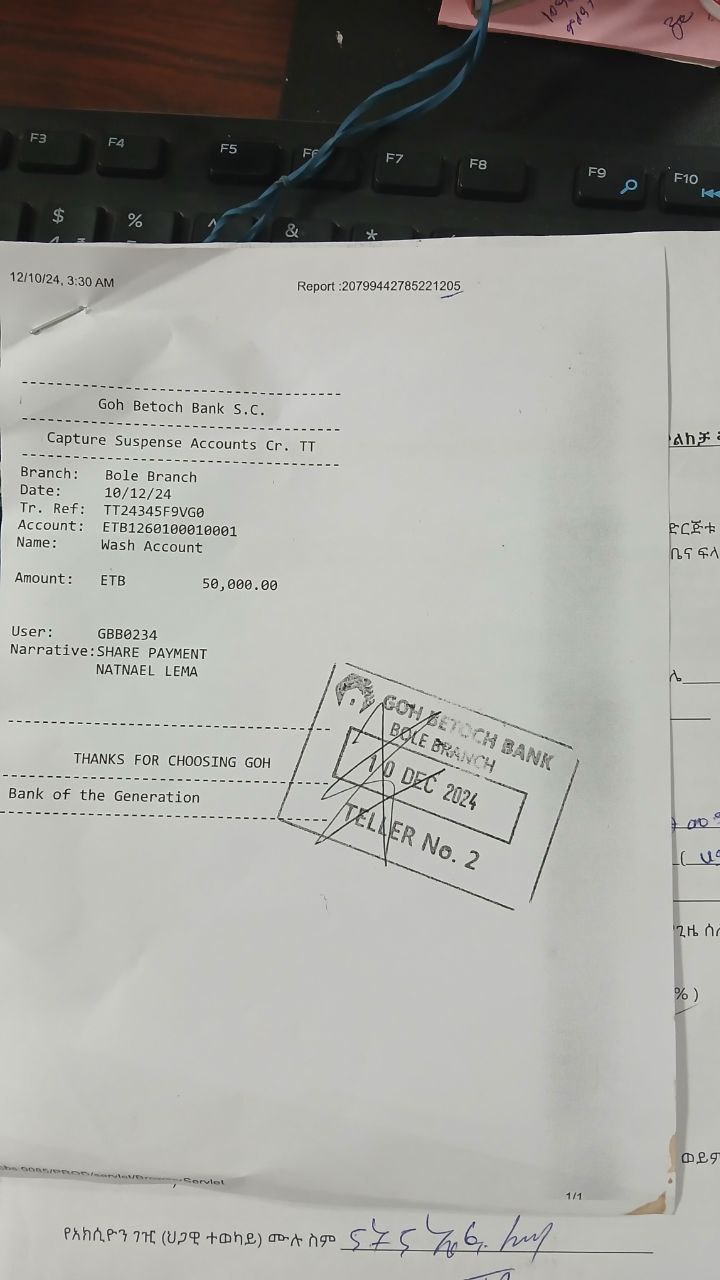 F3 F4 F5 F6 F7 F8 F9 F10
$ % ^ & *
12/10/24, 3:30 AM Report :20799442785221205
Goh Betoch Bank S.C.
Capture Suspense Accounts Cr. TT
Branch: Bole Branch
Date: 10/12/24
Tr. Ref: TT24345F9VG0
Account: ETB1260100010001
Name: Wash Account
Amount: ETB 50,000.00
User: GBB0234
Narrative:SHARE PAYMENT
NATNAEL LEMA
GOH BETOCH BANK
BOLE BRANCH
10 DEC 2024
TELLER No. 2
THANKS FOR CHOOSING GOH
Bank of the Generation
ድርጅቱ
%)
1/1
የአክሲዮን ገዢ (ህጋዊ ተወካይ) ሙሉ ስም